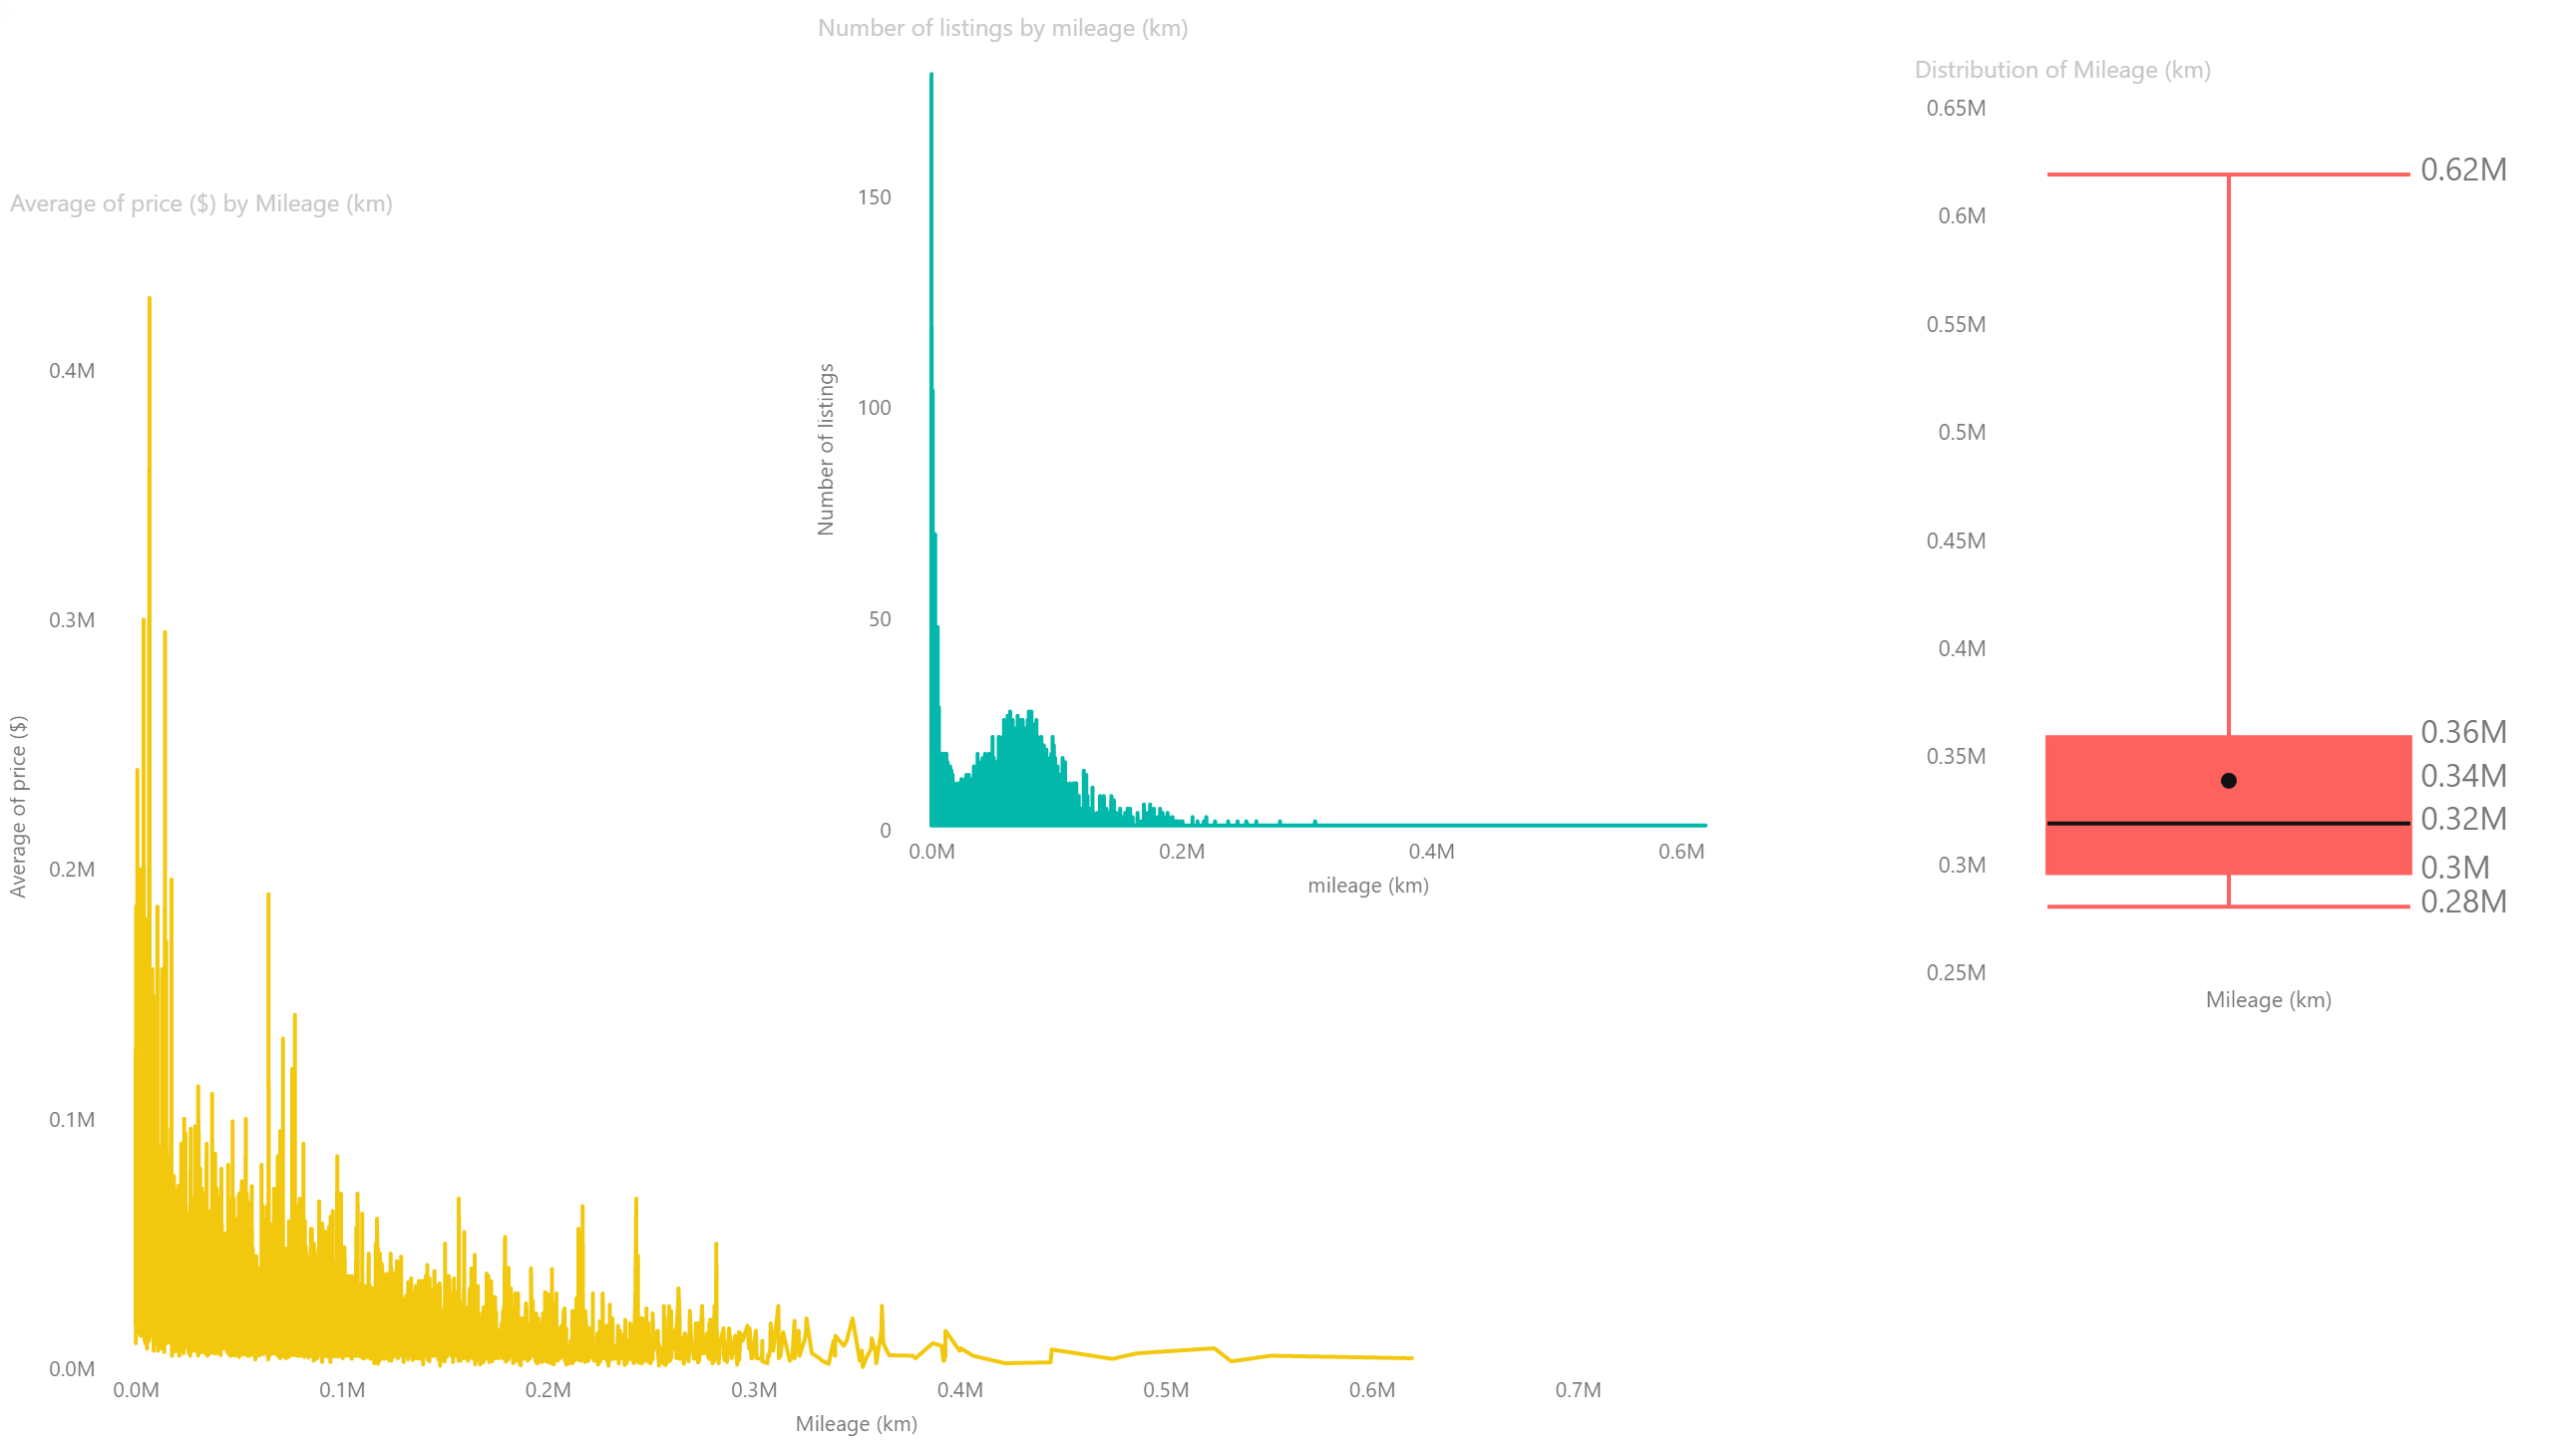 Average of price ($) by Mileage (km)
0.4M
0.3M
0.2M
0.1M
0.0M
Average of price ($)
0.0M 0.1M 0.2M 0.3M 0.4M 0.5M 0.6M 0.7M
Mileage (km)
Number of listings by mileage (km)
150
100
50
0
Number of listings
0.0M 0.2M 0.4M 0.6M
mileage (km)
Distribution of Mileage (km)
0.65M
0.6M
0.55M
0.5M
0.45M
0.4M
0.35M
0.3M
0.25M
0.62M
0.36M
0.34M
0.32M
0.3M
0.28M
Mileage (km)